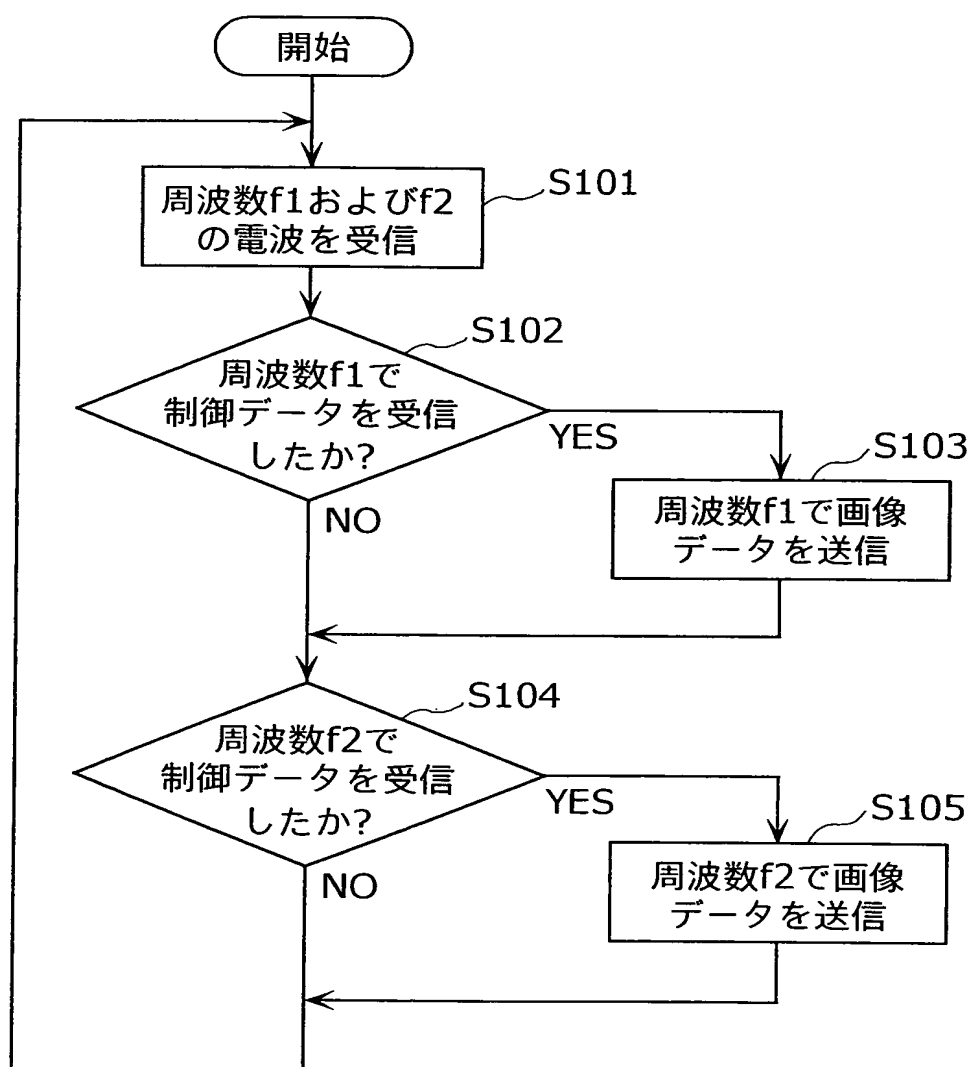 開始
周波数f1およびf2
の電波を受信
S101
S102
周波数f1で
制御データを受信
したか?
YES
NO
S103
周波数f1で画像
データを送信
S104
周波数f2で
制御データを受信
したか?
YES
NO
S105
周波数f2で画像
データを送信